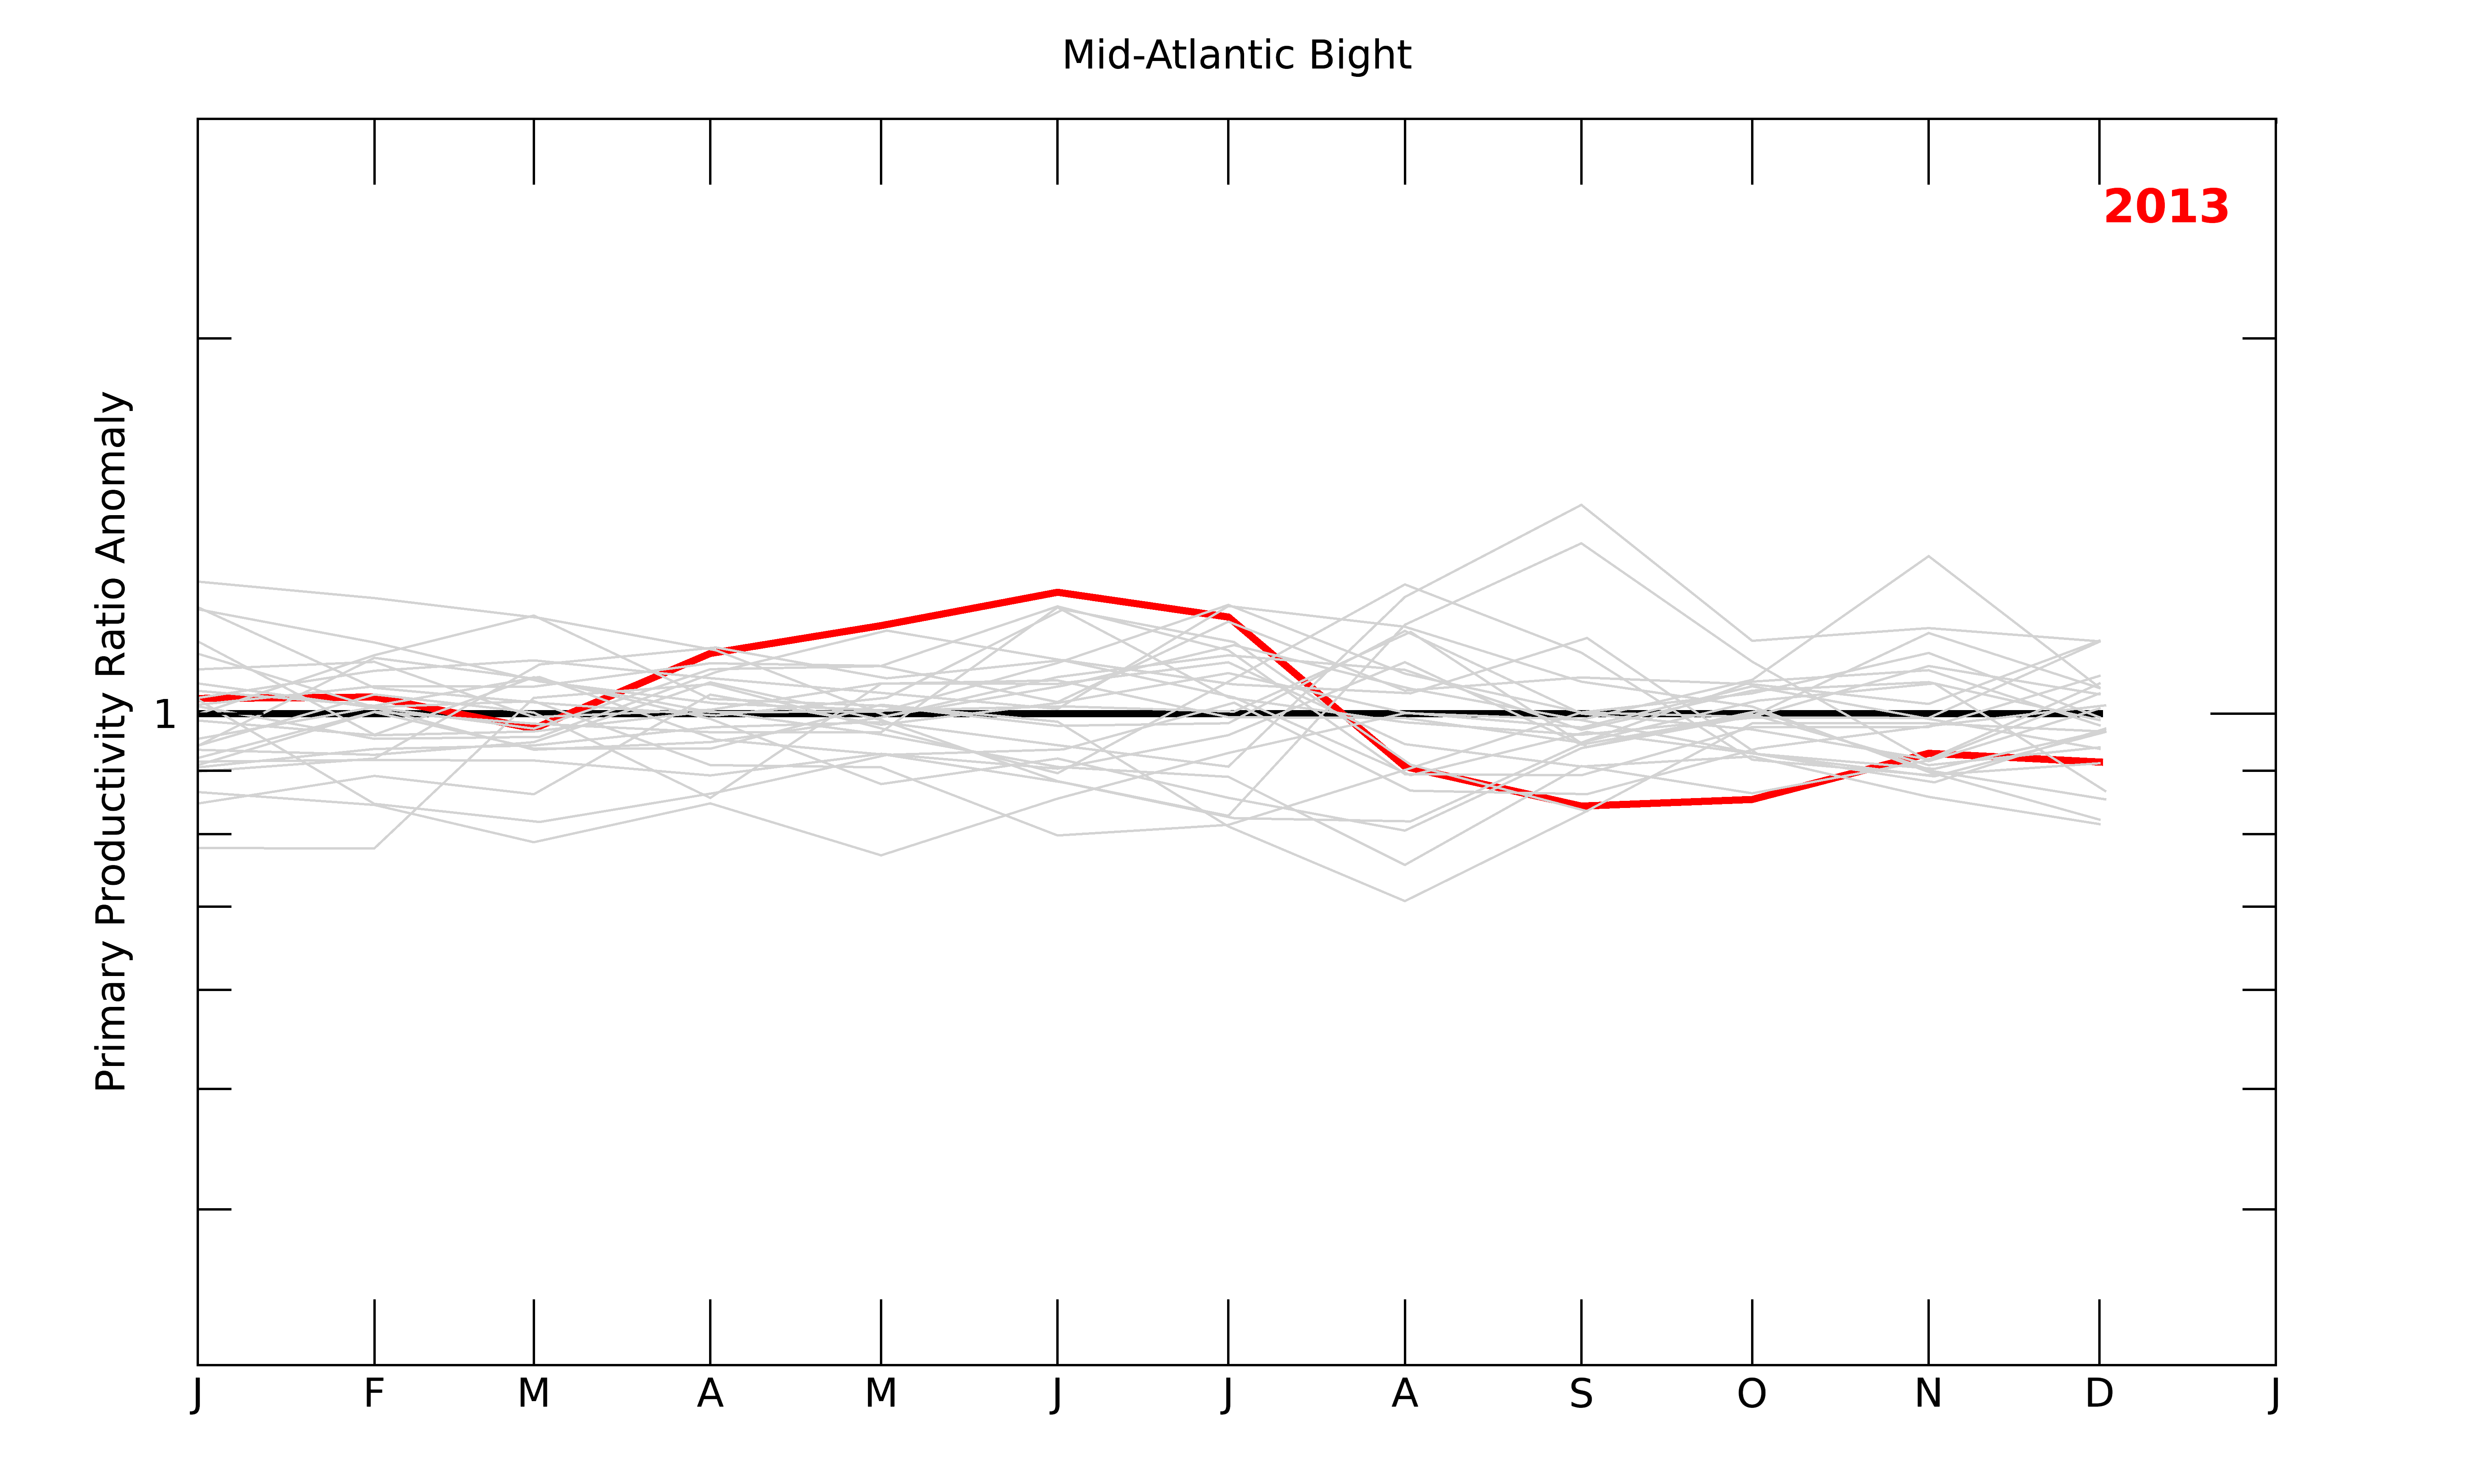 Mid-Atlantic Bight
2013
Primary Productivity Ratio Anomaly
1
J F M A M J J A S O N D J